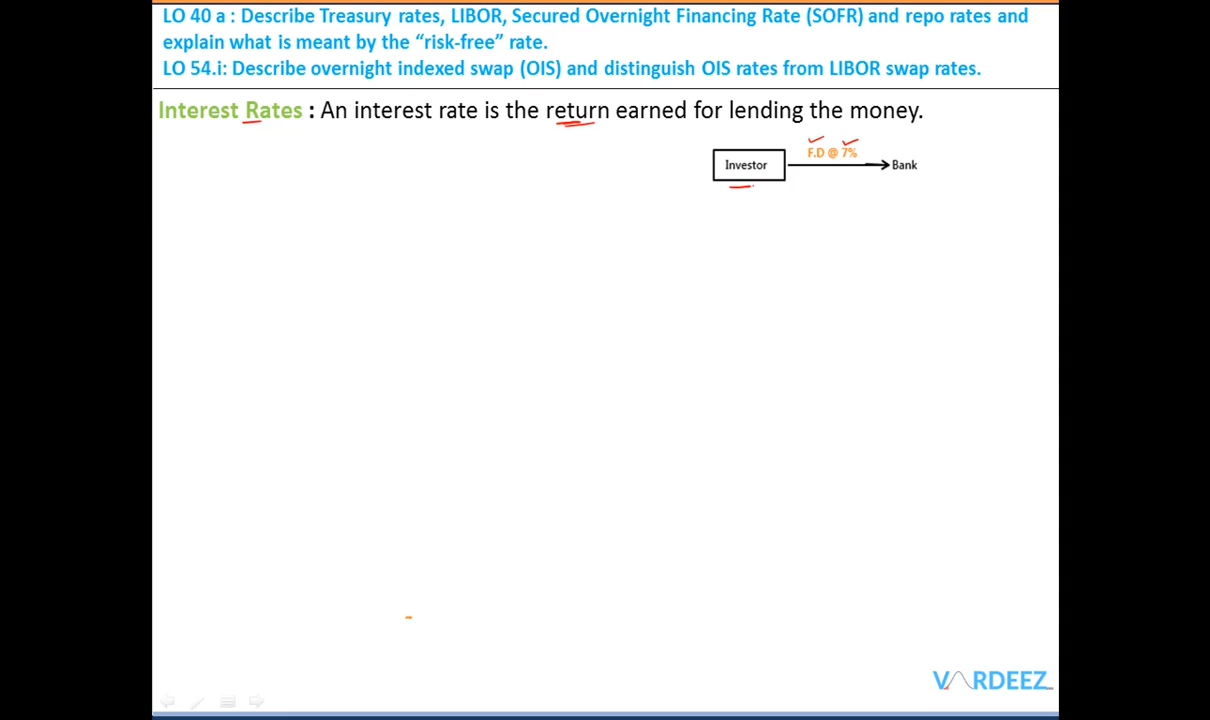 LO 40 a : Describe Treasury rates, LIBOR, Secured Overnight Financing Rate (SOFR) and repo rates and
explain what is meant by the “risk-free” rate.
LO 54.i: Describe overnight indexed swap (OIS) and distinguish OIS rates from LIBOR swap rates.
Interest Rates : An interest rate is the return earned for lending the money.
F.D @ 7%
Investor Bank
VARDEEZ